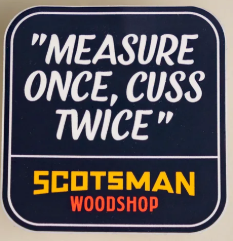 "MEASURE
ONCE, CUSS
TWICE"
SCOTSMAN
WOODSHOP